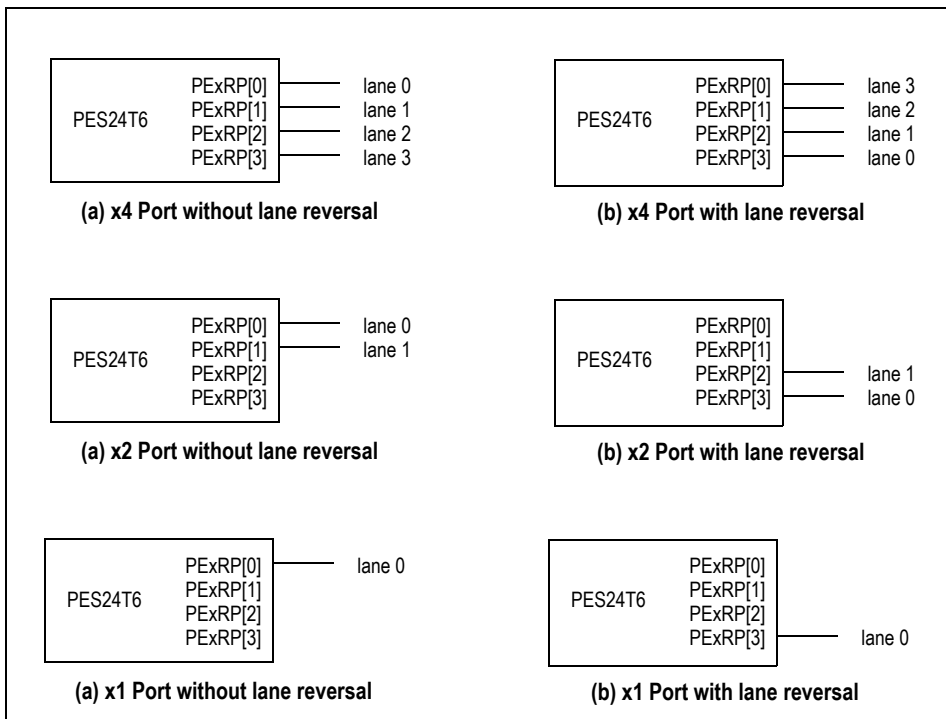 PExRP[0] lane 0
PExRP[1] lane 1
PES24T6
PExRP[2] lane 2
PExRP[3] lane 3
(a) x4 Port without lane reversal
PExRP[0] lane 3
PExRP[1] lane 2
PES24T6
PExRP[2] lane 1
PExRP[3] lane 0
(b) x4 Port with lane reversal
PExRP[0] lane 0
PExRP[1] lane 1
PES24T6
PExRP[2]
PExRP[3]
(a) x2 Port without lane reversal
PExRP[0]
PExRP[1]
PES24T6
PExRP[2] lane 1
PExRP[3] lane 0
(b) x2 Port with lane reversal
PExRP[0] lane 0
PExRP[1]
PES24T6
PExRP[2]
PExRP[3]
(a) x1 Port without lane reversal
PExRP[0]
PExRP[1]
PES24T6
PExRP[2]
PExRP[3] lane 0
(b) x1 Port with lane reversal